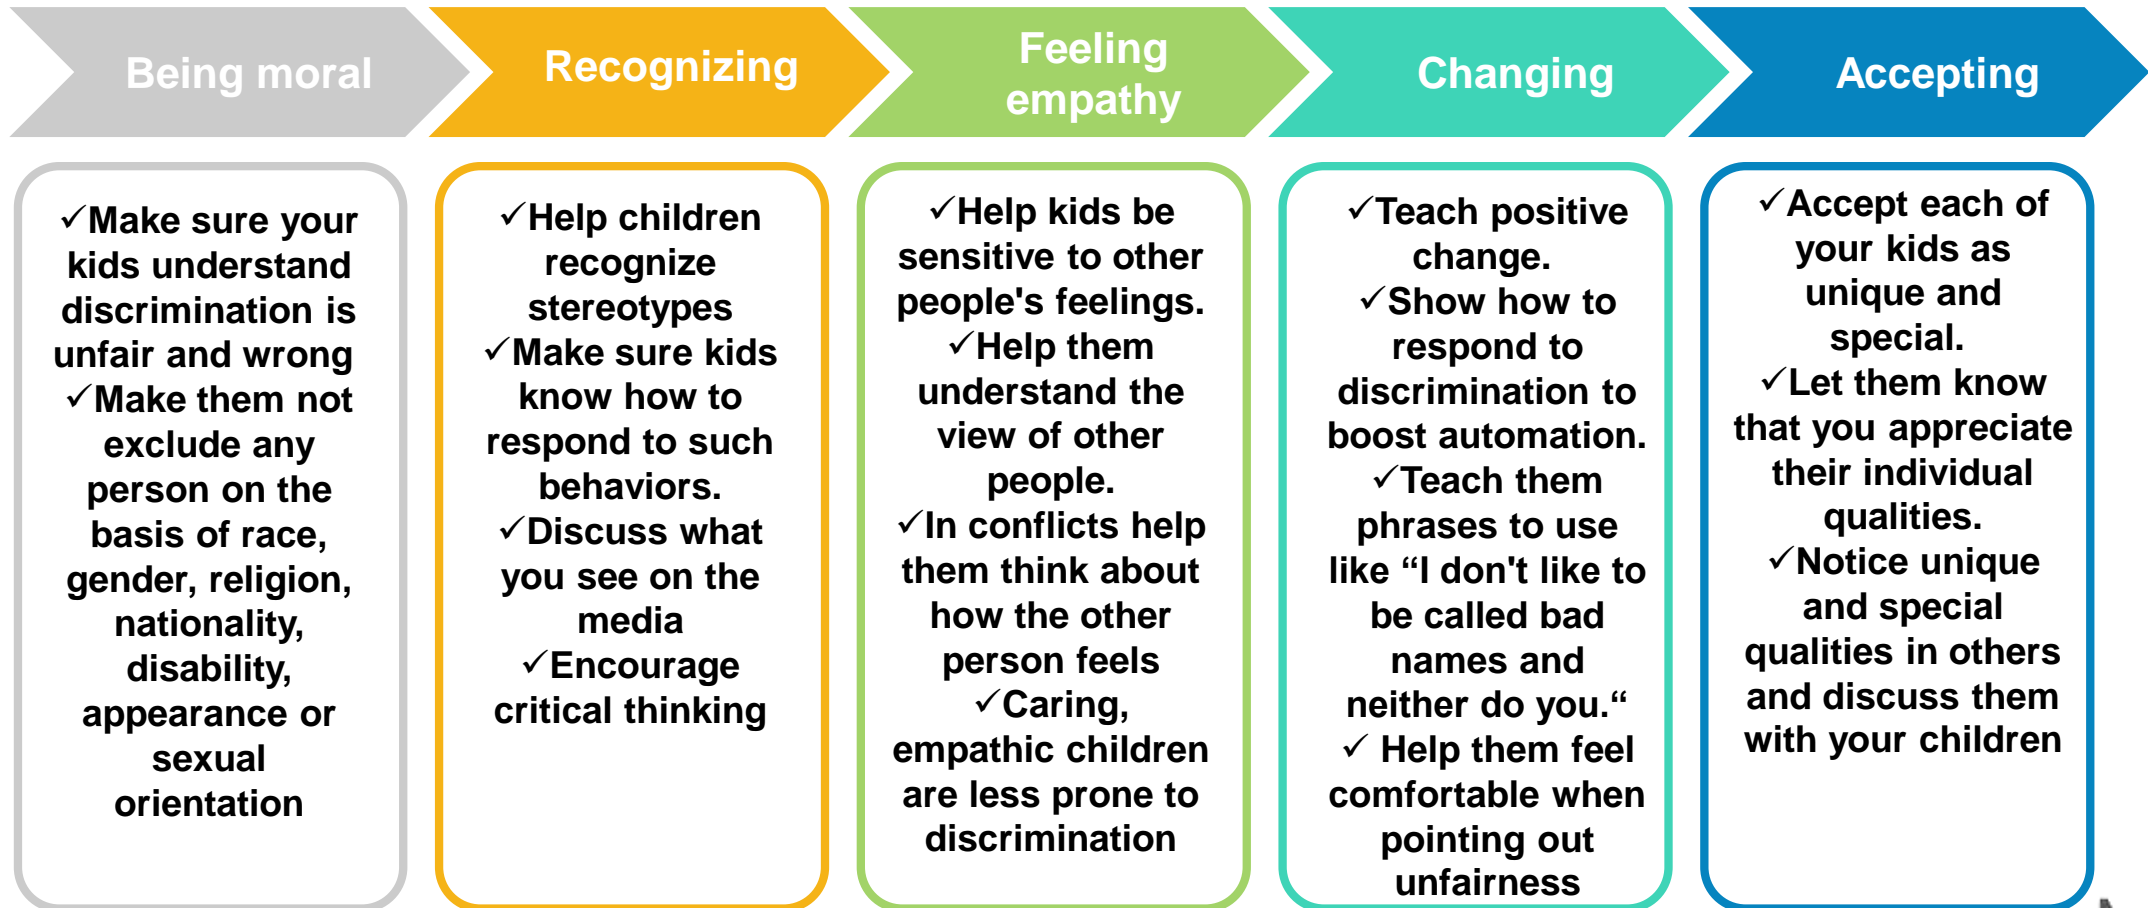 Being moral
Recognizing
Feeling
empathy
Changing
Accepting
✓Make sure your
kids understand
discrimination is
unfair and wrong
✓Make them not
exclude any
person on the
basis of race,
gender, religion,
nationality,
disability,
appearance or
sexual
orientation
✓Help children
recognize
stereotypes
✓Make sure kids
know how to
respond to such
behaviors.
✓Discuss what
you see on the
media
✓Encourage
critical thinking
✓Help kids be
sensitive to other
people's feelings.
✓Help them
understand the
view of other
people.
✓In conflicts help
them think about
how the other
person feels
✓Caring,
empathic children
are less prone to
discrimination
✓Teach positive
change.
✓Show how to
respond to
discrimination to
boost automation.
✓Teach them
phrases to use
like “I don't like to
be called bad
names and
neither do you.“
✓ Help them feel
comfortable when
pointing out
unfairness
✓Accept each of
your kids as
unique and
special.
✓Let them know
that you appreciate
their individual
qualities.
✓Notice unique
and special
qualities in others
and discuss them
with your children